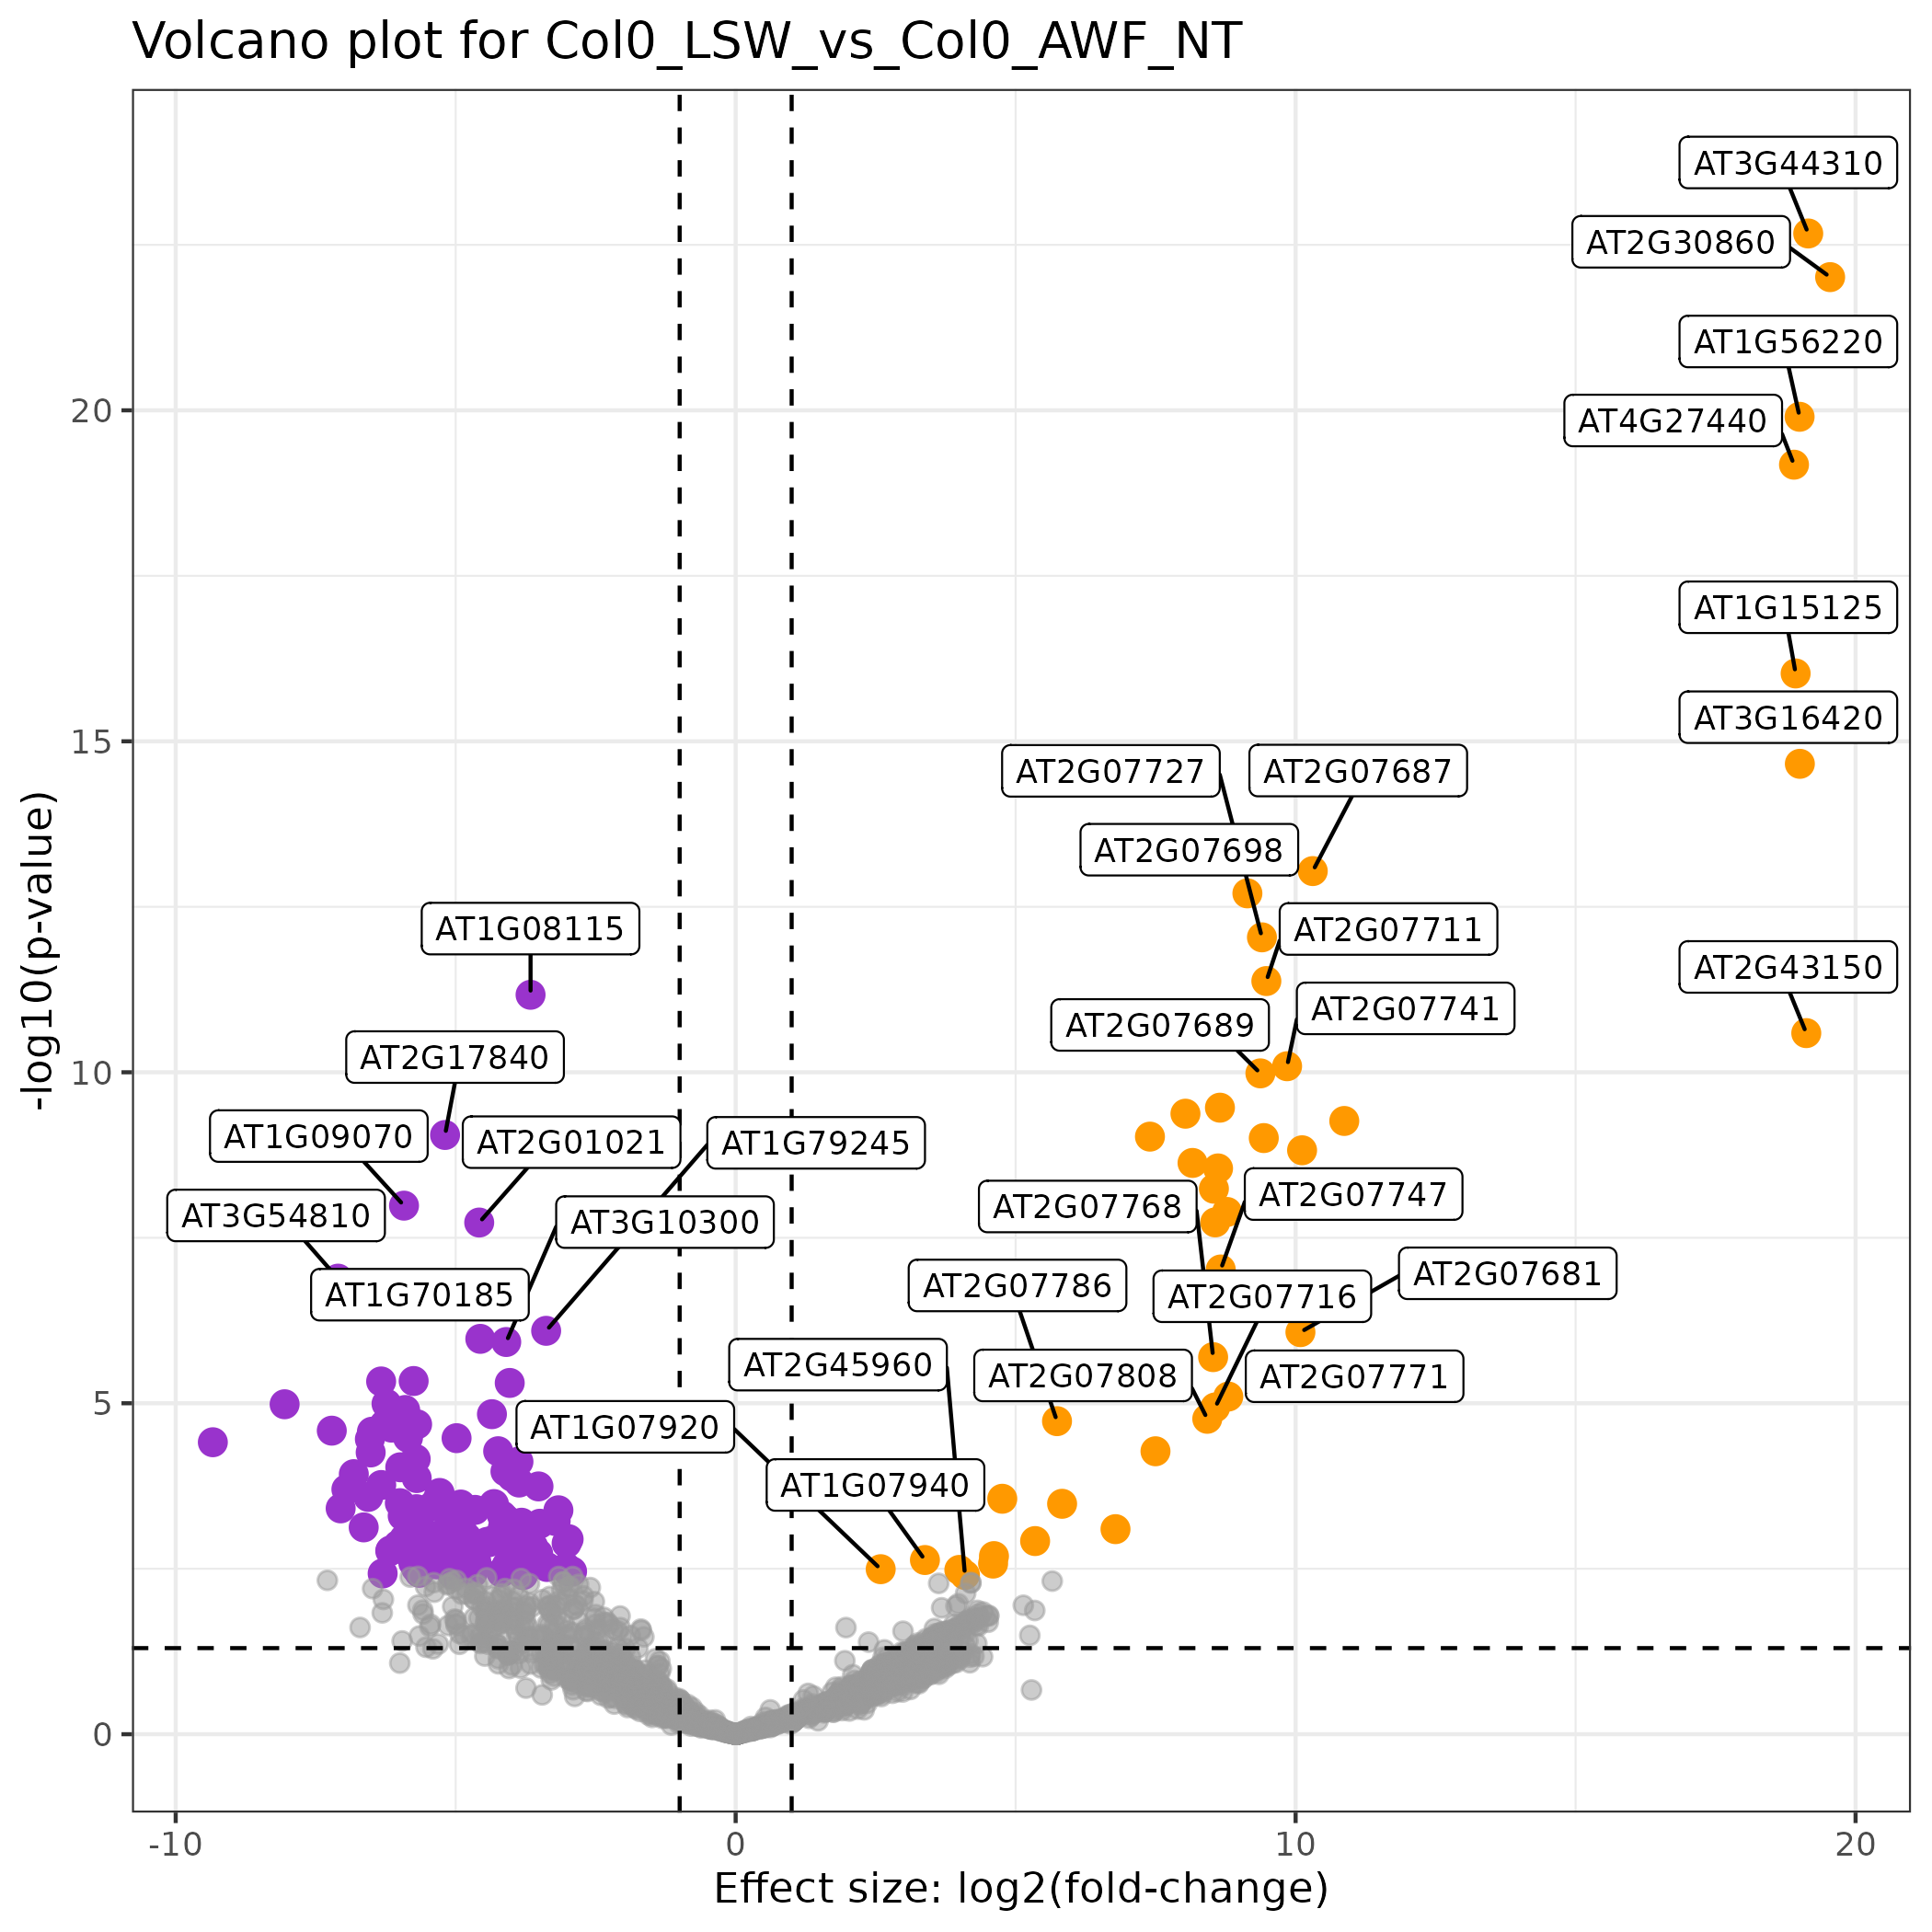 Volcano plot for Col0_LSW_vs_Col0_AWF_NT
AT3G44310
AT2G30860
AT1G56220
20
AT4G27440
AT1G15125
AT3G16420
15
AT2G07727
AT2G07687
AT2G07698
AT1G08115
AT2G07711
AT2G43150
AT2G07741
AT2G07689
AT2G17840
10
AT1G09070
AT2G01021
AT1G79245
AT2G07747
AT2G07768
AT3G54810
AT3G10300
AT2G07681
AT2G07786
AT1G70185
AT2G07716
AT2G45960
AT2G07808
AT2G07771
5
AT1G07920
AT1G07940
0
-10
0
10
20
-log10(p-value)
Effect size: log2(fold-change)